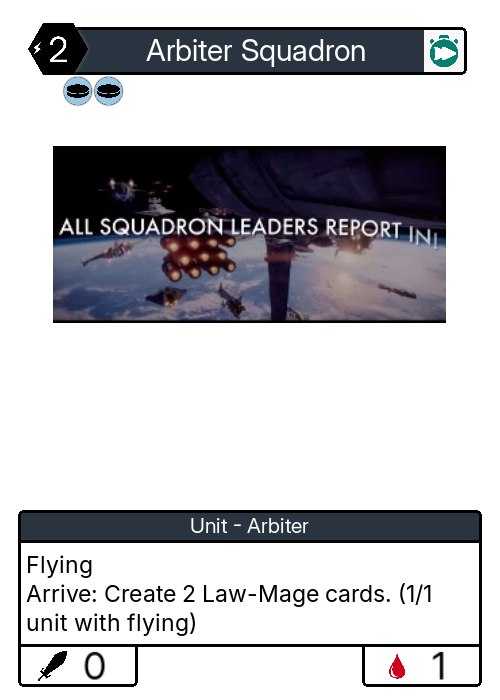 2
Arbiter Squadron
ALL SQUADRON LEADERS REPORT IN!
Unit - Arbiter
Flying
Arrive: Create 2 Law-Mage cards. (1/1
unit with flying)
0
1